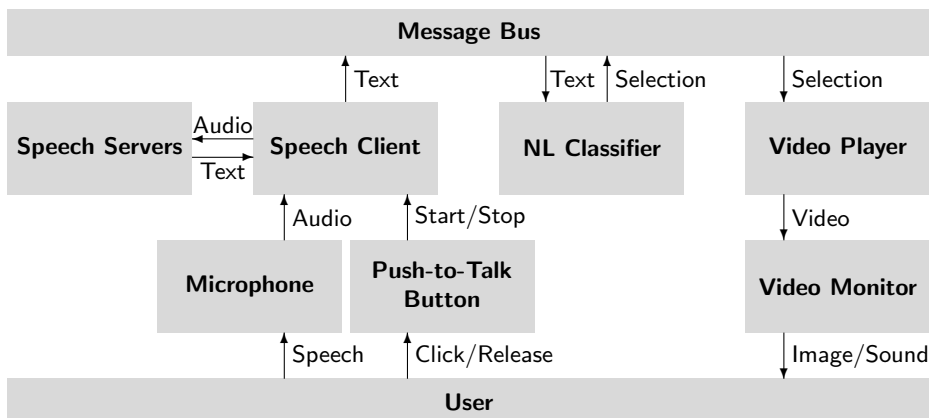 Message Bus
Text
Text
Selection
Selection
Speech Servers
Audio
Text
Speech Client
NL Classifier
Video Player
Audio
Start/Stop
Video
Microphone
Push-to-Talk
Button
Video Monitor
Speech
Click/Release
Image/Sound
User